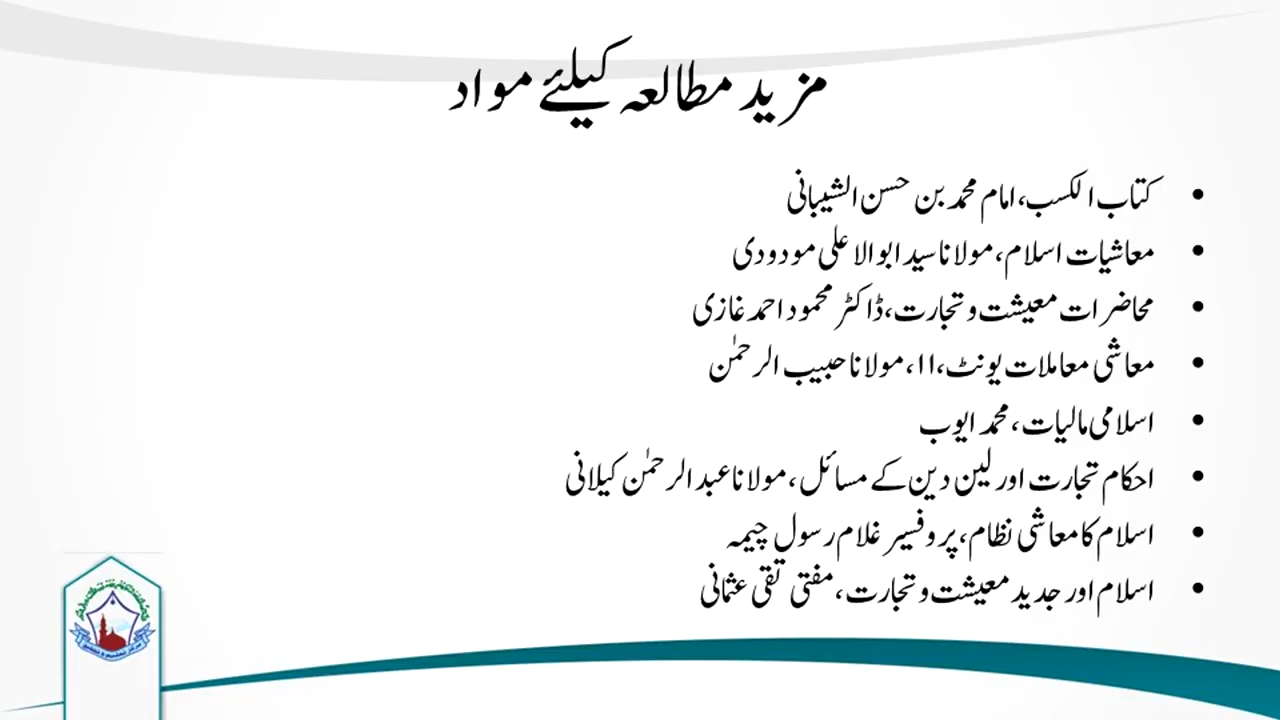 مزید مطالعہ کیلئے مواد
• کتاب الکسب، امام محمد بن حسن الشیبانی
• معاشیات اسلام، مولانا سید ابوالاعلی مودودی
• محاضرات معیشت و تجارت، ڈاکٹر محمود احمد غازی
• معاشی معاملات یونٹ، ۱۱، مولانا حبیب الرحمٰن
• اسلامی مالیات، محمد ایوب
• احکام تجارت اور لین دین کے مسائل، مولانا عبد الرحمٰن کیلانی
• اسلام کا معاشی نظام، پروفیسر غلام رسول چیمہ
• اسلام اور جدید معیشت و تجارت، مفتی تقی عثمانی